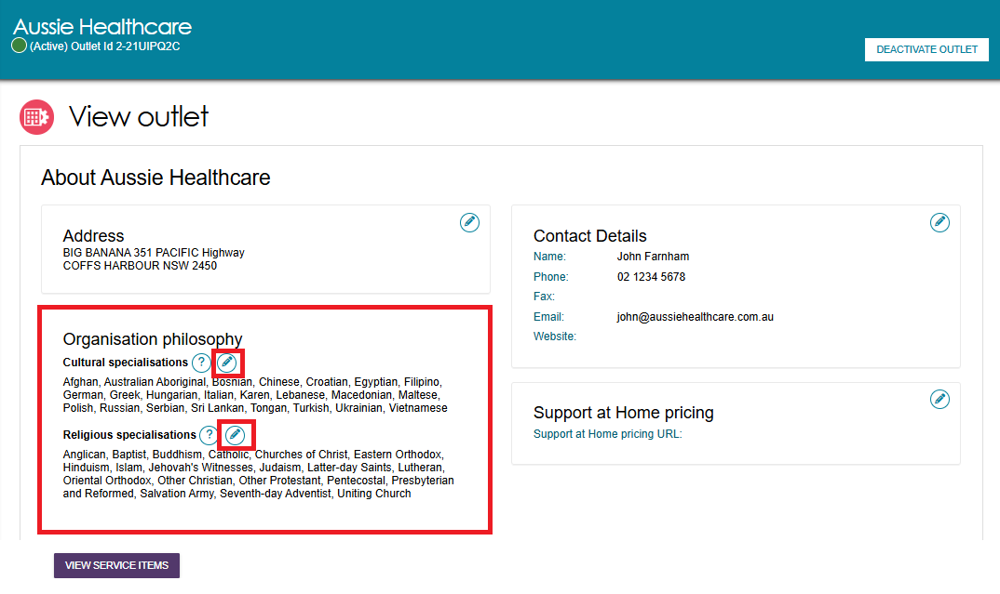 Aussie Healthcare
(Active) Outlet Id 2-21UIPQ2C
DEACTIVATE OUTLET
View outlet
About Aussie Healthcare
Address
BIG BANANA 351 PACIFIC Highway
COFFS HARBOUR NSW 2450
Organisation philosophy
Cultural specialisations ?
Afghan, Australian Aboriginal, Bosnian, Chinese, Croatian, Egyptian, Filipino,
German, Greek, Hungarian, Italian, Karen, Lebanese, Macedonian, Maltese,
Polish, Russian, Serbian, Sri Lankan, Tongan, Turkish, Ukrainian, Vietnamese
Religious specialisations ?
Anglican, Baptist, Buddhism, Catholic, Churches of Christ, Eastern Orthodox,
Hinduism, Islam, Jehovah's Witnesses, Judaism, Latter-day Saints, Lutheran,
Oriental Orthodox, Other Christian, Other Protestant, Pentecostal, Presbyterian
and Reformed, Salvation Army, Seventh-day Adventist, Uniting Church
Contact Details
Name: John Farnham
Phone: 02 1234 5678
Fax:
Email: john@aussiehealthcare.com.au
Website:
Support at Home pricing
Support at Home pricing URL:
VIEW SERVICE ITEMS